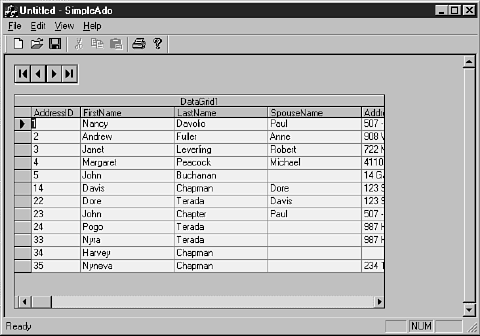 Untitled - SimpleAdo
File Edit View Help
DataGrid1
AddressID FirstName LastName SpouseName
1 Nancy Davolio Paul 507 -
2 Andrew Fuller Anne 908
3 Janet Leverling Robert 722
4 Margaret Peacock Michael 4110
5 John Buchanan 14
14 Davis Chapman Dore 123
22 Dore Terada Davis 123
23 John Chapter Paul 507 -
24 Pogo Terada 987
33 Nyra Terada 987
34 Harvey Chapman
35 Nyneva Chapman 234
Ready NUM